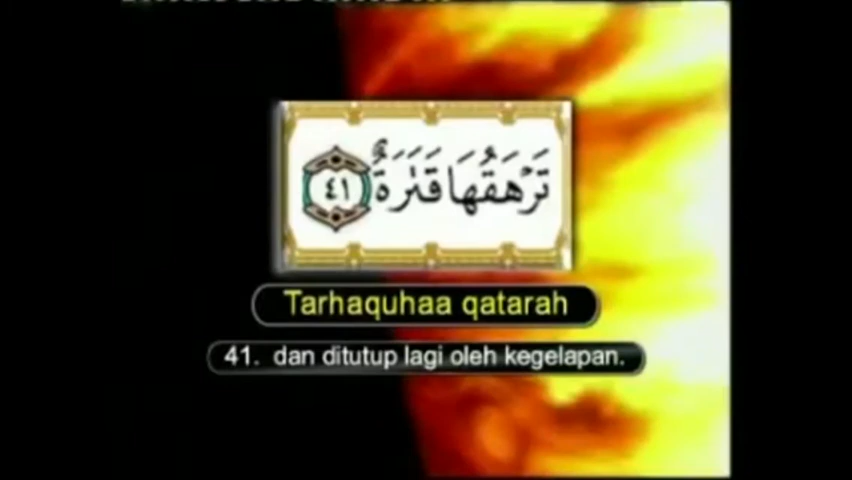 تَرْهَقُهَا قَتَرَةٌ ٤١
Tarhaquhaa qatarah
41. dan ditutup lagi oleh kegelapan.